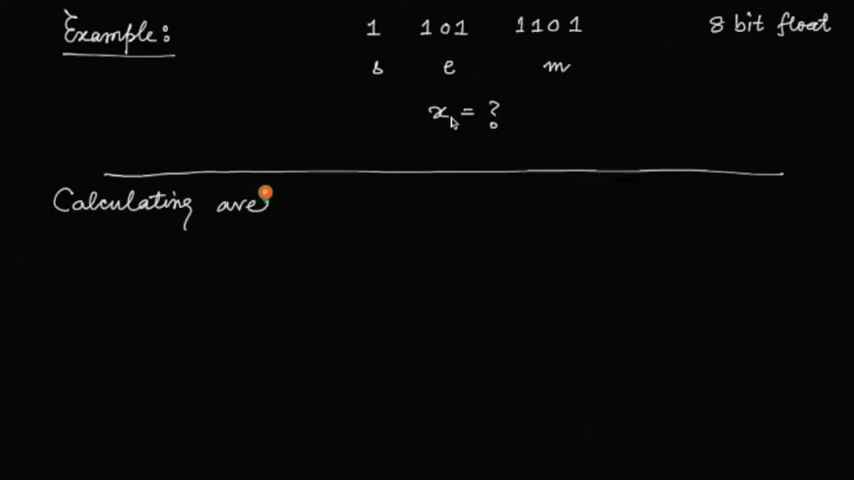 Example: 1 101 1101 8 bit float
s e m
x = ?
Calculating are